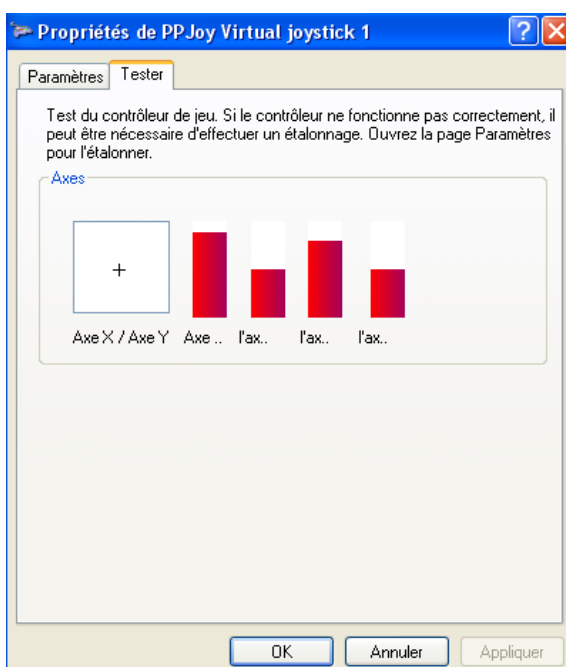 Propriétés de PPJoy Virtual joystick 1
Paramètres Tester
Test du contrôleur de jeu. Si le contrôleur ne fonctionne pas correctement, il
peut être nécessaire d'effectuer un étalonnage. Ouvrez la page Paramètres
pour l'étalonner.
Axes
Axe X / Axe Y Axe .. l'ax.. l'ax.. l'ax..
OK Annuler Appliquer